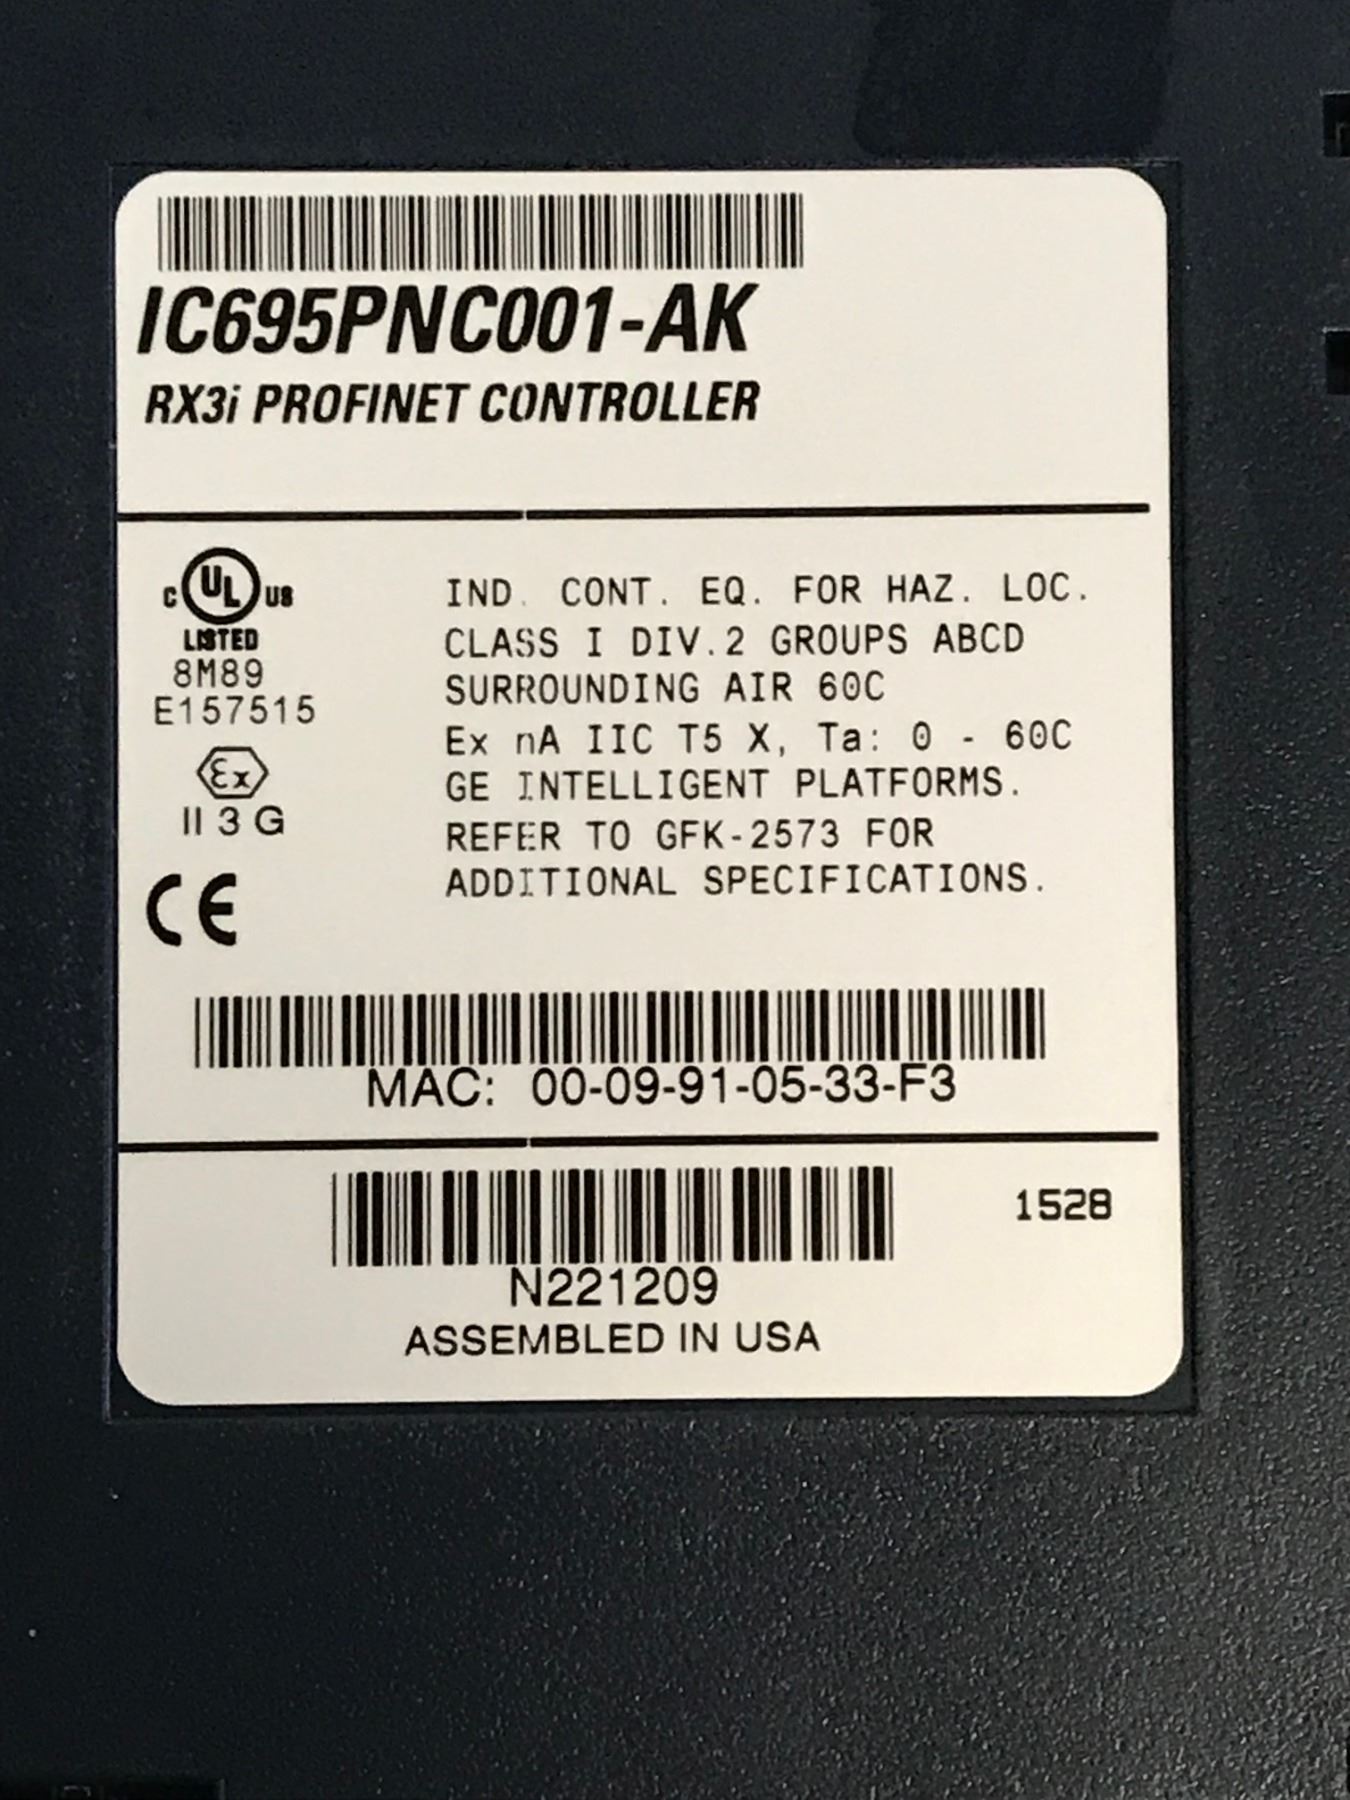 IC695PNC001-AK
RX3i PROFINET CONTROLLER
C UL US
LISTED
8M89
E157515
Ex
II 3 G
CE
IND. CONT. EQ. FOR HAZ. LOC.
CLASS I DIV.2 GROUPS ABCD
SURROUNDING AIR 60C
Ex nA IIC T5 X, Ta: 0 - 60C
GE INTELLIGENT PLATFORMS.
REFER TO GFK-2573 FOR
ADDITIONAL SPECIFICATIONS.
MAC: 00-09-91-05-33-F3
1528
N221209
ASSEMBLED IN USA